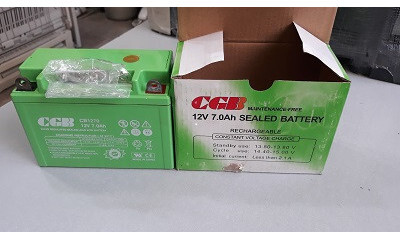 CGB
CB1270
12V 7.0Ah
CGB
MAINTENANCE-FREE
12V 7.0Ah SEALED BATTERY
RECHARGEABLE
CONSTANT VOLTAGE CHARGE
Standby use: 13.50-13.80 V
Cycle use: 14.40-15.00 V
Initial current: Less than 2.1A